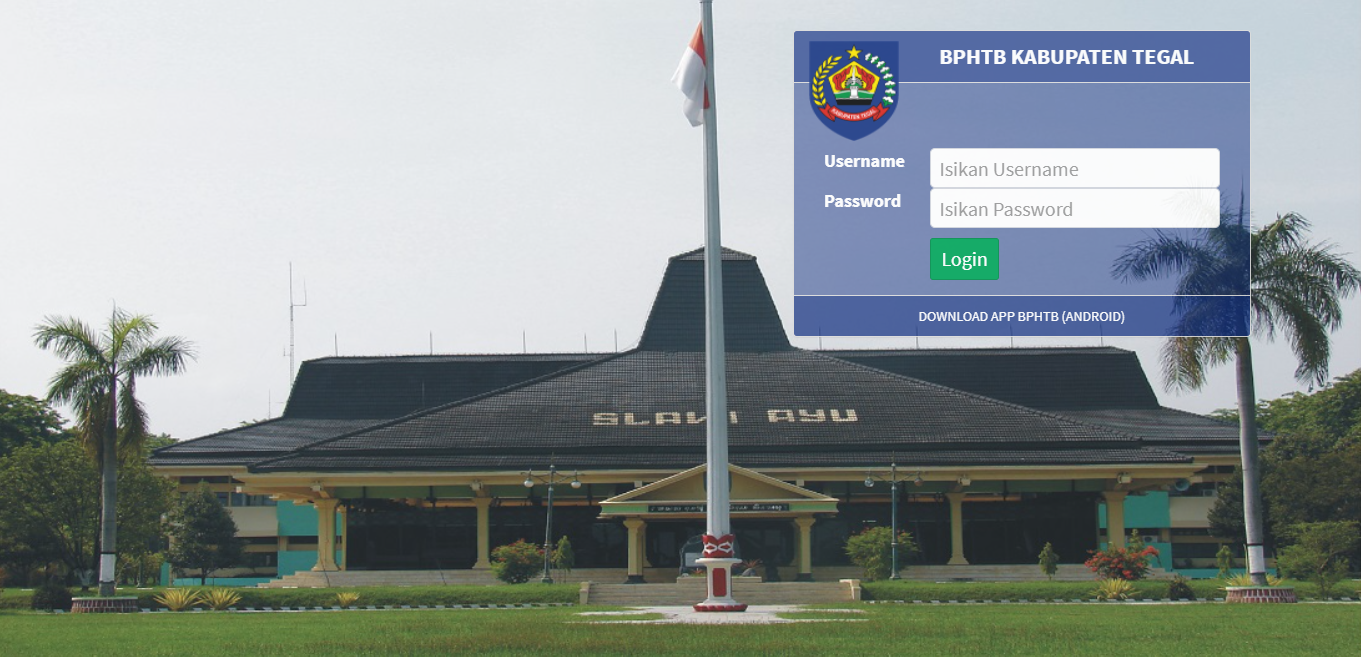 BPHTB KABUPATEN TEGAL
KABUPATEN TEGAL
Username
Isikan Username
Password
Isikan Password
Login
DOWNLOAD APP BPHTB (ANDROID)
SLAWI AYU